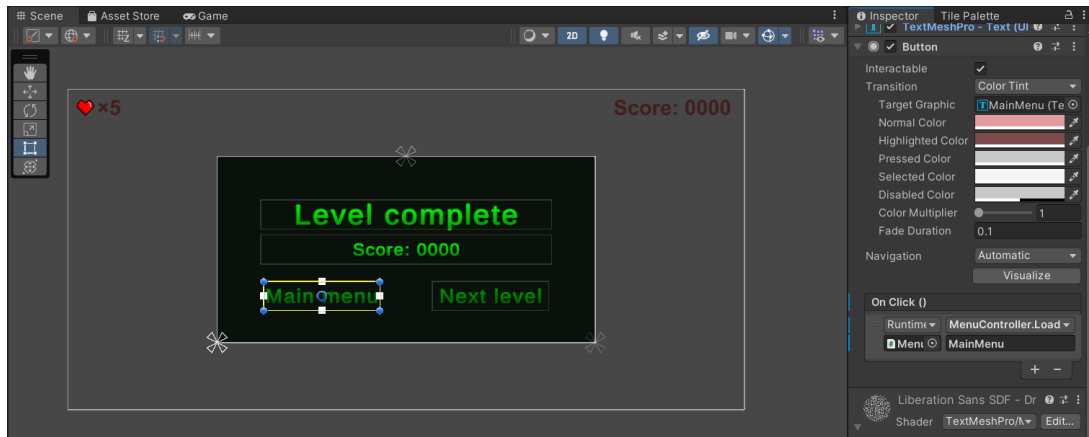 Scene Asset Store Game
2D
×5 Score: 0000
Level complete
Score: 0000
Main menu Next level
Inspector Tile Palette
TextMeshPro - Text (UI
Button
Interactable
Transition Color Tint
Target Graphic MainMenu (Te
Normal Color
Highlighted Color
Pressed Color
Selected Color
Disabled Color
Color Multiplier 1
Fade Duration 0.1
Navigation Automatic
Visualize
On Click ()
Runtime MenuController.Load
Menu MainMenu
+ −
Liberation Sans SDF - Dr
Shader TextMeshPro/M Edit...